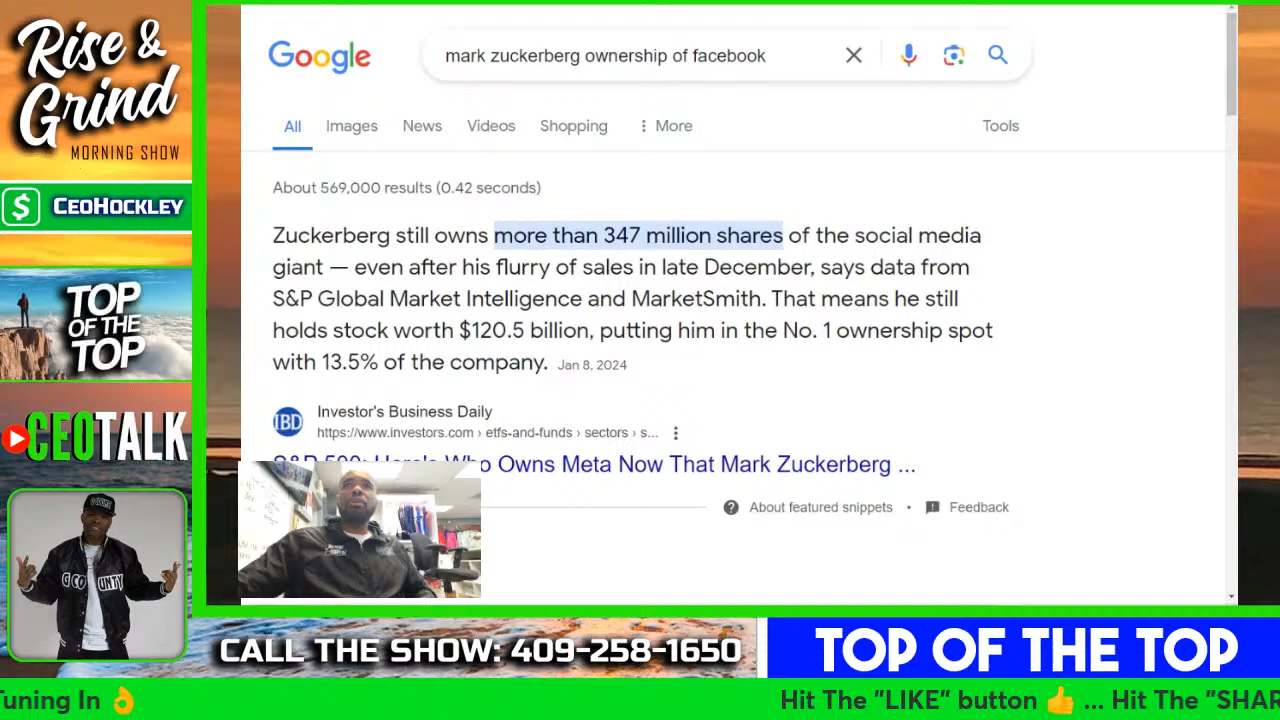 Rise &
Grind
MORNING SHOW
$ CEOHOCKLEY
TOP
OF THE
TOP
CEOTALK
G COUNTY
Google
mark zuckerberg ownership of facebook
All
Images
News
Videos
Shopping
More
Tools
About 569,000 results (0.42 seconds)
Zuckerberg still owns more than 347 million shares of the social media
giant — even after his flurry of sales in late December, says data from
S&P Global Market Intelligence and MarketSmith. That means he still
holds stock worth $120.5 billion, putting him in the No. 1 ownership spot
with 13.5% of the company. Jan 8, 2024
IBD
Investor's Business Daily
https://www.investors.com › etfs-and-funds › sectors › s...
S&P 500: Here's Who Owns Meta Now That Mark Zuckerberg ...
About featured snippets • Feedback
CALL THE SHOW: 409-258-1650
TOP OF THE TOP
Tuning In 👌 Hit The "LIKE" button 👍 ... Hit The "SHAR